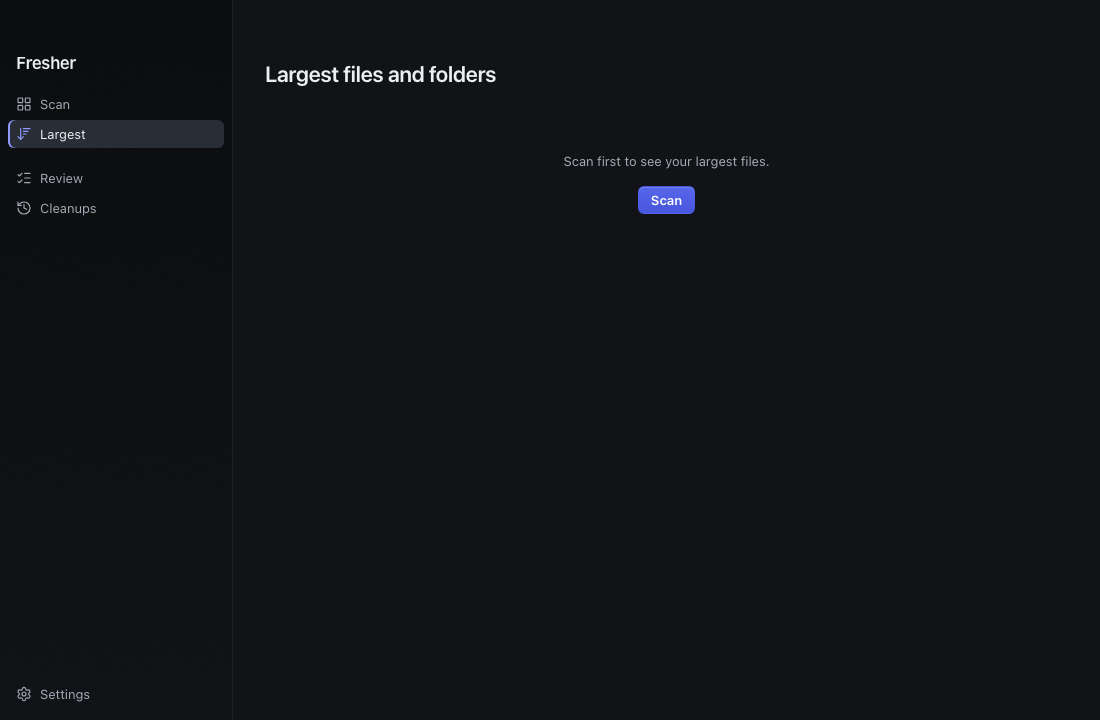 Fresher
Scan
Largest
Review
Cleanups
Settings
Largest files and folders
Scan first to see your largest files.
Scan